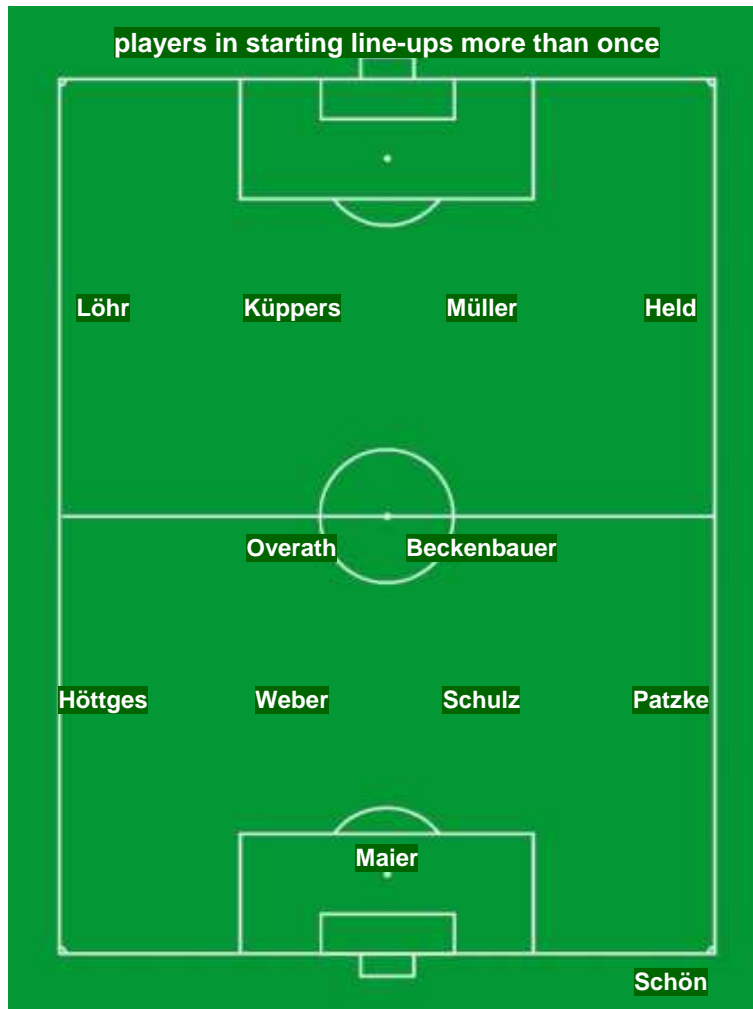 players in starting line-ups more than once
Löhr Küppers Müller Held
Overath Beckenbauer
Höttges Weber Schulz Patzke
Maier
Schön